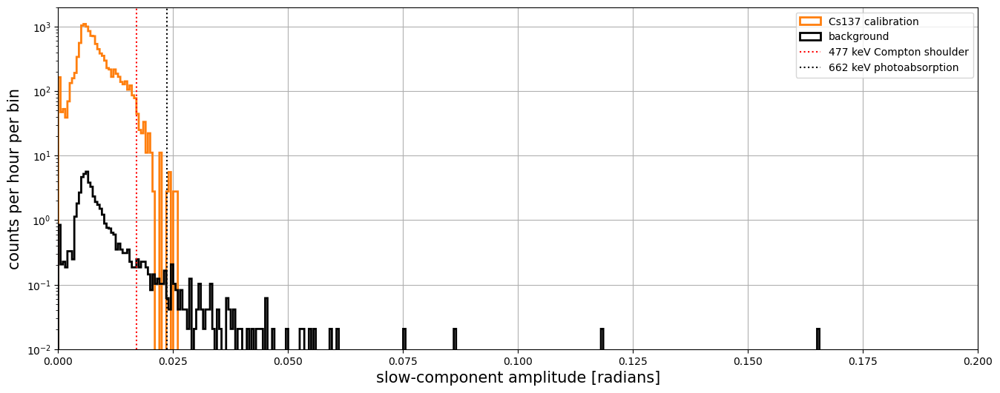 Cs137 calibration
background
477 keV Compton shoulder
662 keV photoabsorption
counts per hour per bin
10³
10²
10¹
10⁰
10⁻¹
10⁻²
0.000 0.025 0.050 0.075 0.100 0.125 0.150 0.175 0.200
slow-component amplitude [radians]